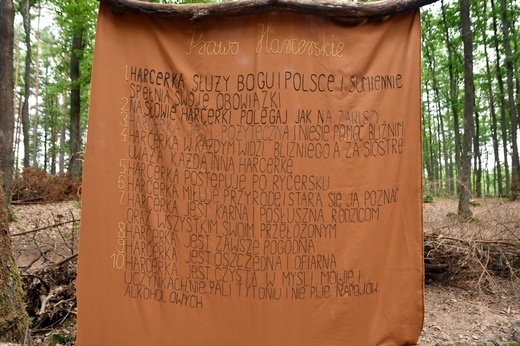 Prawo Harcerskie
1 HARCERKA SŁUŻY BOGU I POLSCE I SUMIENNIE
SPEŁNIA SWOJE OBOWIĄZKI
2 NA SŁOWIE HARCERKI POLEGAJ JAK NA ZAWISZY
3 HARCERKA JEST POŻYTECZNA I NIESIE POMOC BLIŹNIM
4 HARCERKA W KAŻDYM WIDZI BLIŹNIEGO A ZA SIOSTRĘ
UWAŻA KAŻDĄ INNĄ HARCERKĘ
5 HARCERKA POSTĘPUJE PO RYCERSKU
6 HARCERKA MIŁUJE PRZYRODĘ I STARA SIĘ JĄ POZNAĆ
7 HARCERKA JEST KARNA I POSŁUSZNA RODZICOM
ORAZ WSZYSTKIM SWOIM PRZEŁOŻONYM
8 HARCERKA JEST ZAWSZE POGODNA
9 HARCERKA JEST OSZCZĘDNA I OFIARNA
10 HARCERKA JEST CZYSTA W MYŚLI MOWIE I
UCZYNKACH NIE PALI TYTONIU I NIE PIJE NAPOJÓW
ALKOHOLOWYCH